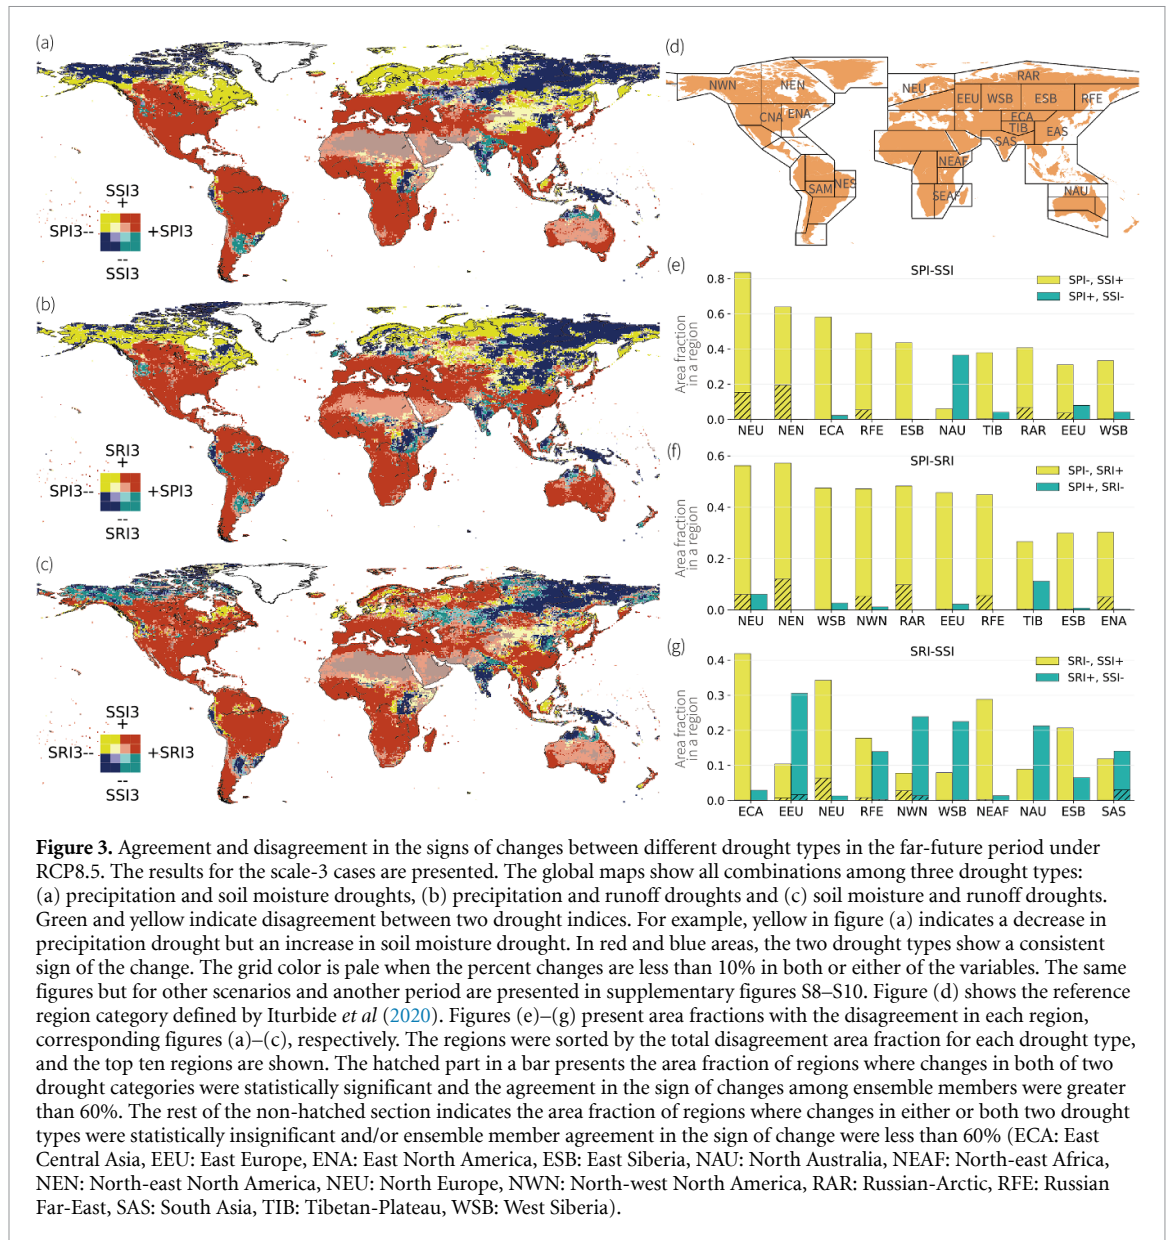 (a)
SSI3
+
SPI3-- +SPI3
--
SSI3
(b)
SRI3
+
SPI3-- +SPI3
--
SRI3
(c)
SSI3
+
SRI3-- +SRI3
--
SSI3
(d)
NWN NEN NEU RAR
CNA ENA EEU WSB ESB RFE
ECA
TIB
SAS EAS
NEAF
SAM NES SEAF NAU
(e)
SPI-SSI
SPI-, SSI+
SPI+, SSI-
Area fraction
in a region
0.8
0.6
0.4
0.2
0.0
NEU NEN ECA RFE ESB NAU TIB RAR EEU WSB
(f)
SPI-SRI
SPI-, SRI+
SPI+, SRI-
Area fraction
in a region
0.6
0.4
0.2
0.0
NEU NEN WSB NWN RAR EEU RFE TIB ESB ENA
(g)
SRI-SSI
SRI-, SSI+
SRI+, SSI-
Area fraction
in a region
0.4
0.3
0.2
0.1
0.0
ECA EEU NEU RFE NWN WSB NEAF NAU ESB SAS
Figure 3. Agreement and disagreement in the signs of changes between different drought types in the far-future period under
RCP8.5. The results for the scale-3 cases are presented. The global maps show all combinations among three drought types:
(a) precipitation and soil moisture droughts, (b) precipitation and runoff droughts and (c) soil moisture and runoff droughts.
Green and yellow indicate disagreement between two drought indices. For example, yellow in figure (a) indicates a decrease in
precipitation drought but an increase in soil moisture drought. In red and blue areas, the two drought types show a consistent
sign of the change. The grid color is pale when the percent changes are less than 10% in both or either of the variables. The same
figures but for other scenarios and another period are presented in supplementary figures S8–S10. Figure (d) shows the reference
region category defined by Iturbide et al (2020). Figures (e)–(g) present area fractions with the disagreement in each region,
corresponding figures (a)–(c), respectively. The regions were sorted by the total disagreement area fraction for each drought type,
and the top ten regions are shown. The hatched part in a bar presents the area fraction of regions where changes in both of two
drought categories were statistically significant and the agreement in the sign of changes among ensemble members were greater
than 60%. The rest of the non-hatched section indicates the area fraction of regions where changes in either or both two drought
types were statistically insignificant and/or ensemble member agreement in the sign of change were less than 60% (ECA: East
Central Asia, EEU: East Europe, ENA: East North America, ESB: East Siberia, NAU: North Australia, NEAF: North-east Africa,
NEN: North-east North America, NEU: North Europe, NWN: North-west North America, RAR: Russian-Arctic, RFE: Russian
Far-East, SAS: South Asia, TIB: Tibetan-Plateau, WSB: West Siberia).